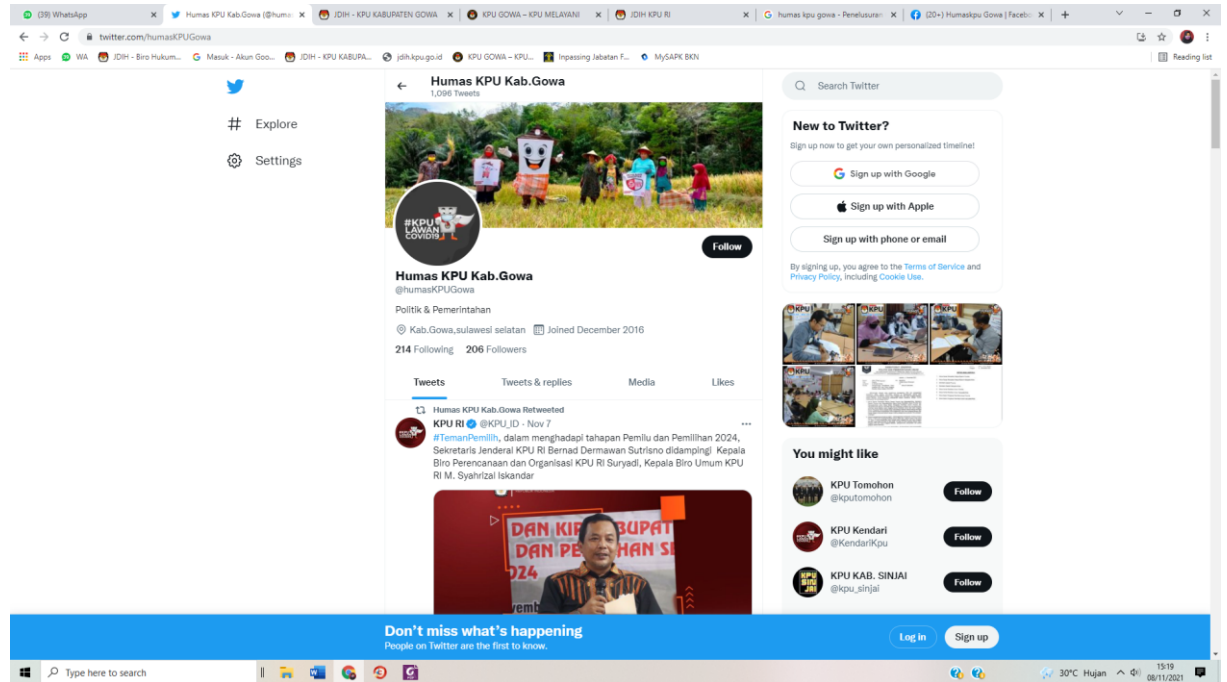 (39) WhatsApp
Humas KPU Kab.Gowa (@huma
JDIH - KPU KABUPATEN GOWA
KPU GOWA – KPU MELAYANI
JDIH KPU RI
humas kpu gowa - Penelusuran
(20+) Humaskpu Gowa | Facebo
twitter.com/humasKPUGowa
Apps
WA
JDIH - Biro Hukum...
Masuk - Akun Goo...
JDIH - KPU KABUPA...
jdih.kpu.go.id
KPU GOWA – KPU...
Inpassing Jabatan F...
MySAPK BKN
Reading list
Humas KPU Kab.Gowa
1,096 Tweets
Explore
Settings
#KPU
LAWAN
COVID19
Follow
Humas KPU Kab.Gowa
@humasKPUGowa
Politik & Pemerintahan
Kab.Gowa,sulawesi selatan Joined December 2016
214 Following 206 Followers
Tweets Tweets & replies Media Likes
Humas KPU Kab.Gowa Retweeted
KPU RI @KPU_ID · Nov 7
#TemanPemilih, dalam menghadapi tahapan Pemilu dan Pemilihan 2024,
Sekretaris Jenderal KPU RI Bernad Dermawan Sutrisno didampingi Kepala
Biro Perencanaan dan Organisasi KPU RI Suryadi, Kepala Biro Umum KPU
RI M. Syahrizal Iskandar
DAN
DAN
024
Search Twitter
New to Twitter?
Sign up now to get your own personalized timeline!
Sign up with Google
Sign up with Apple
Sign up with phone or email
By signing up, you agree to the Terms of Service and
Privacy Policy, including Cookie Use.
KPU
KPU
KPU
KPU
You might like
KPU Tomohon
@kputomohon
Follow
KPU Kendari
@KendariKpu
Follow
KPU
SIN
JAI
KPU KAB. SINJAI
@kpu_sinjai
Follow
Don't miss what's happening
People on Twitter are the first to know.
Log in
Sign up
Type here to search
30°C Hujan
15:19
08/11/2021